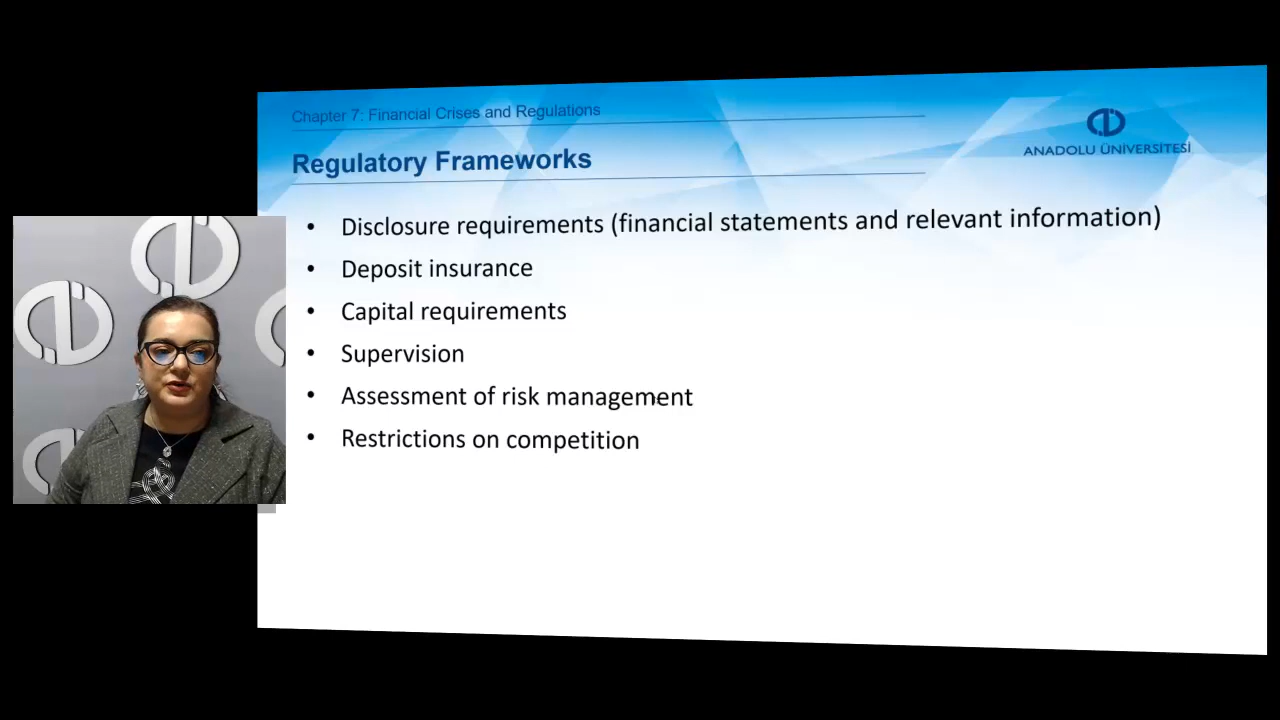 Chapter 7: Financial Crises and Regulations
Regulatory Frameworks
ANADOLU ÜNİVERSİTESİ
• Disclosure requirements (financial statements and relevant information)
• Deposit insurance
• Capital requirements
• Supervision
• Assessment of risk management
• Restrictions on competition